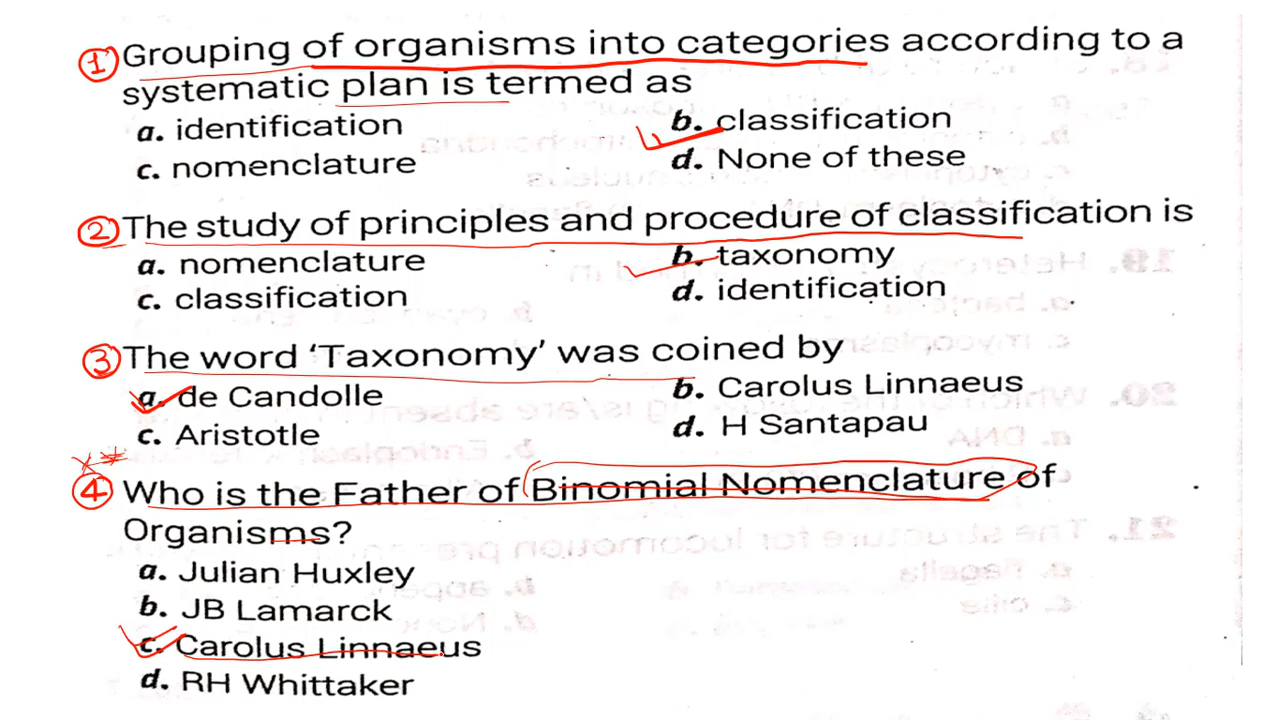 1 Grouping of organisms into categories according to a
systematic plan is termed as
a. identification b. classification
c. nomenclature d. None of these
2 The study of principles and procedure of classification is
a. nomenclature b. taxonomy
c. classification d. identification
3 The word ‘Taxonomy’ was coined by
a. de Candolle b. Carolus Linnaeus
c. Aristotle d. H Santapau
4 Who is the Father of Binomial Nomenclature of
Organisms?
a. Julian Huxley
b. JB Lamarck
c. Carolus Linnaeus
d. RH Whittaker